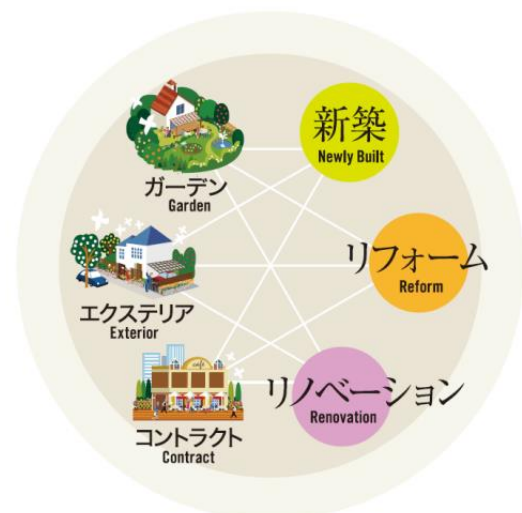 新築
Newly Built
ガーデン
Garden
リフォーム
Reform
エクステリア
Exterior
リノベーション
Renovation
cafe
コントラクト
Contract